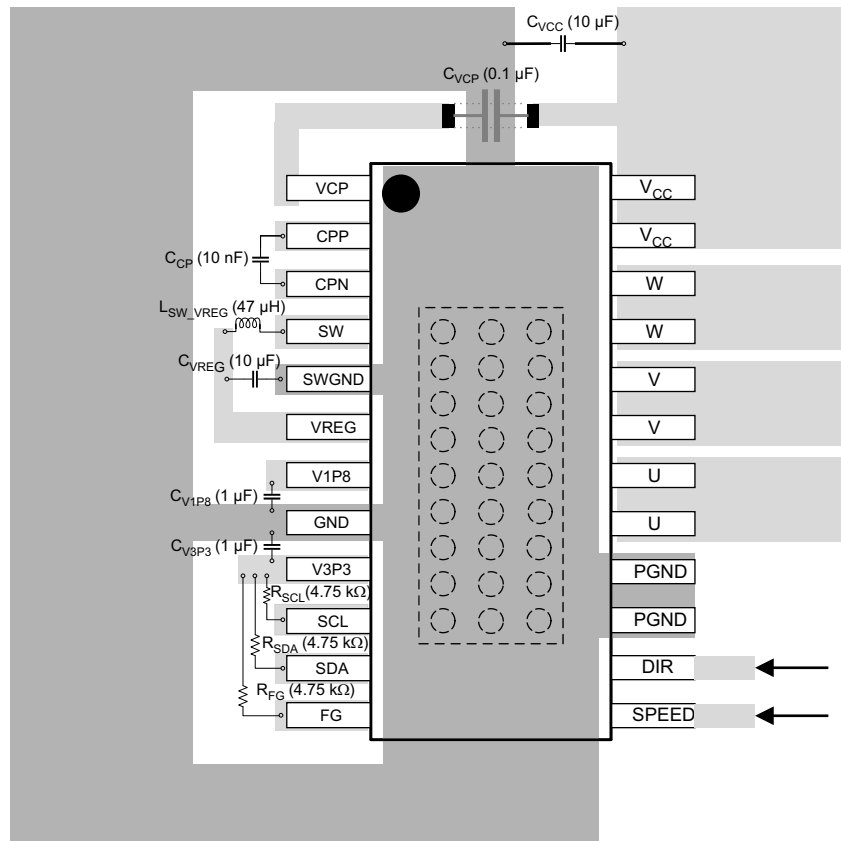 C_VCC (10 µF)
C_VCP (0.1 µF)
VCP
V_CC
CPP
V_CC
C_CP (10 nF)
CPN
W
L_SW_VREG (47 µH)
SW
W
C_VREG (10 µF)
SWGND
V
VREG
V
V1P8
U
C_V1P8 (1 µF)
GND
U
C_V3P3 (1 µF)
V3P3
PGND
R_SCL (4.75 kΩ)
SCL
PGND
R_SDA (4.75 kΩ)
SDA
DIR
R_FG (4.75 kΩ)
FG
SPEED